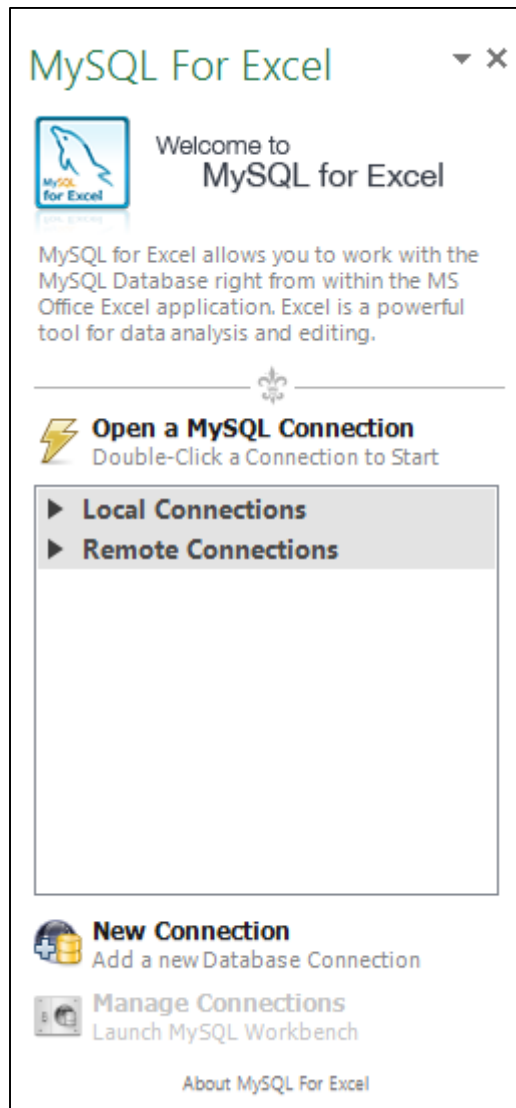 MySQL For Excel
MySQL
for Excel
Welcome to
MySQL for Excel
MySQL for Excel allows you to work with the
MySQL Database right from within the MS
Office Excel application. Excel is a powerful
tool for data analysis and editing.
Open a MySQL Connection
Double-Click a Connection to Start
Local Connections
Remote Connections
New Connection
Add a new Database Connection
Manage Connections
Launch MySQL Workbench
About MySQL For Excel